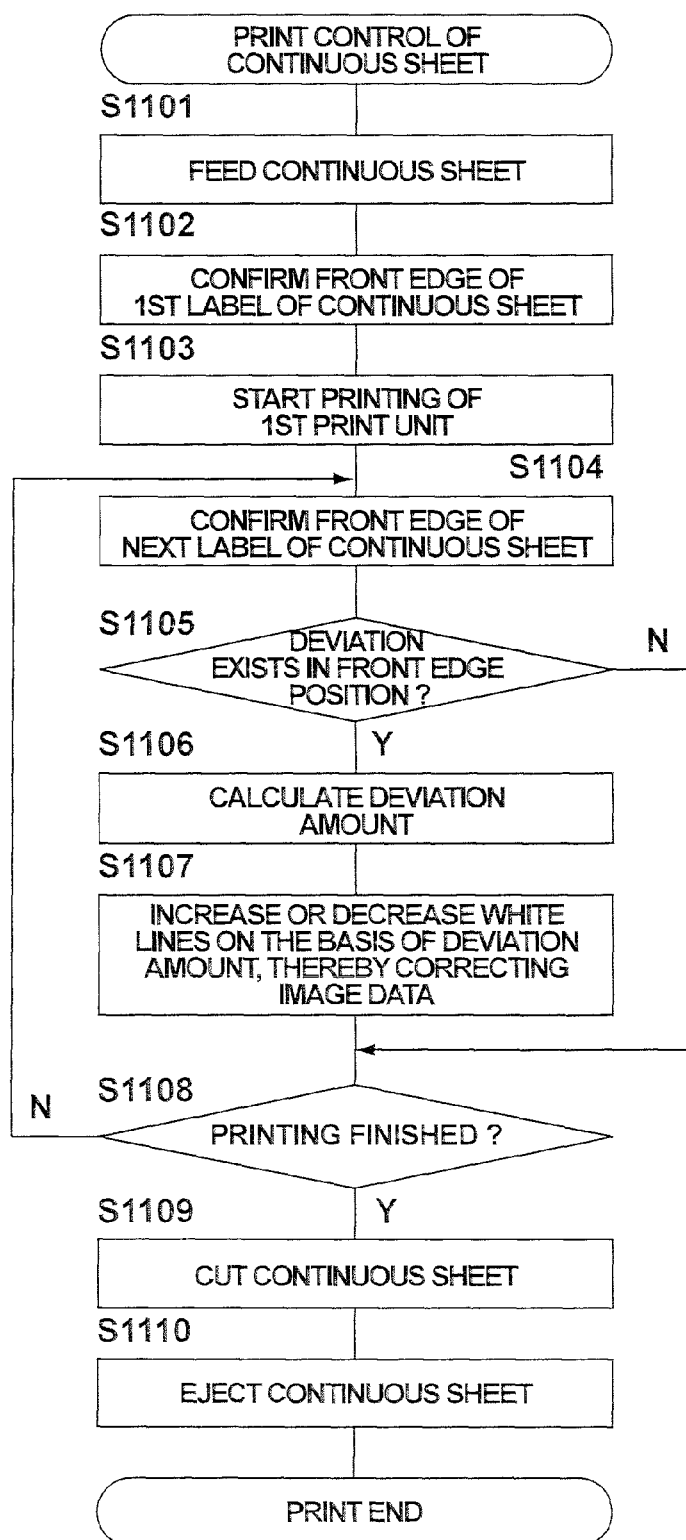 PRINT CONTROL OF
CONTINUOUS SHEET
S1101
FEED CONTINUOUS SHEET
S1102
CONFIRM FRONT EDGE OF
1ST LABEL OF CONTINUOUS SHEET
S1103
START PRINTING OF
1ST PRINT UNIT
S1104
CONFIRM FRONT EDGE OF
NEXT LABEL OF CONTINUOUS SHEET
S1105
DEVIATION
EXISTS IN FRONT EDGE
POSITION ?
N
S1106
Y
CALCULATE DEVIATION
AMOUNT
S1107
INCREASE OR DECREASE WHITE
LINES ON THE BASIS OF DEVIATION
AMOUNT, THEREBY CORRECTING
IMAGE DATA
S1108
N
PRINTING FINISHED ?
S1109
Y
CUT CONTINUOUS SHEET
S1110
EJECT CONTINUOUS SHEET
PRINT END